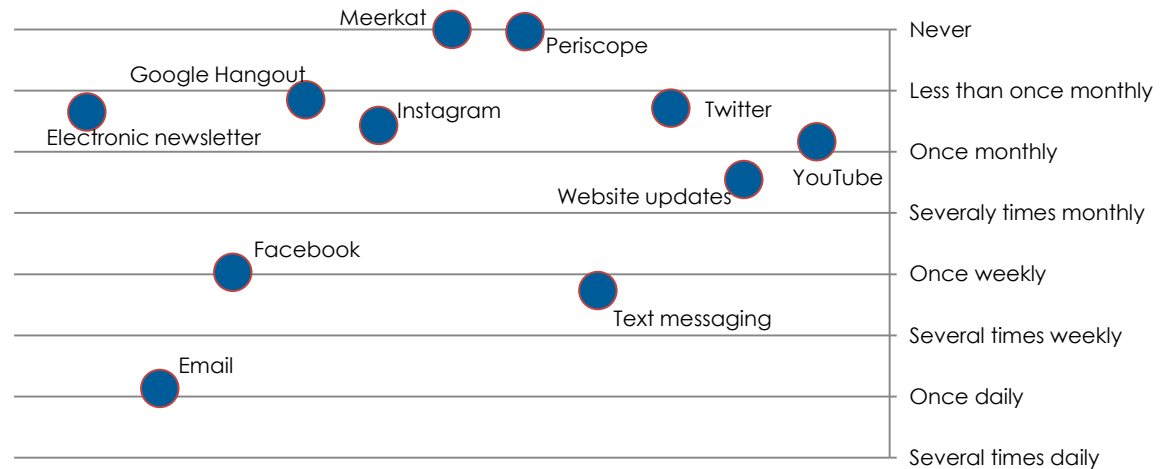 Meerkat
Never
Periscope
Google Hangout
Less than once monthly
Instagram
Twitter
Electronic newsletter
Once monthly
YouTube
Website updates
Severaly times monthly
Facebook
Once weekly
Text messaging
Several times weekly
Email
Once daily
Several times daily